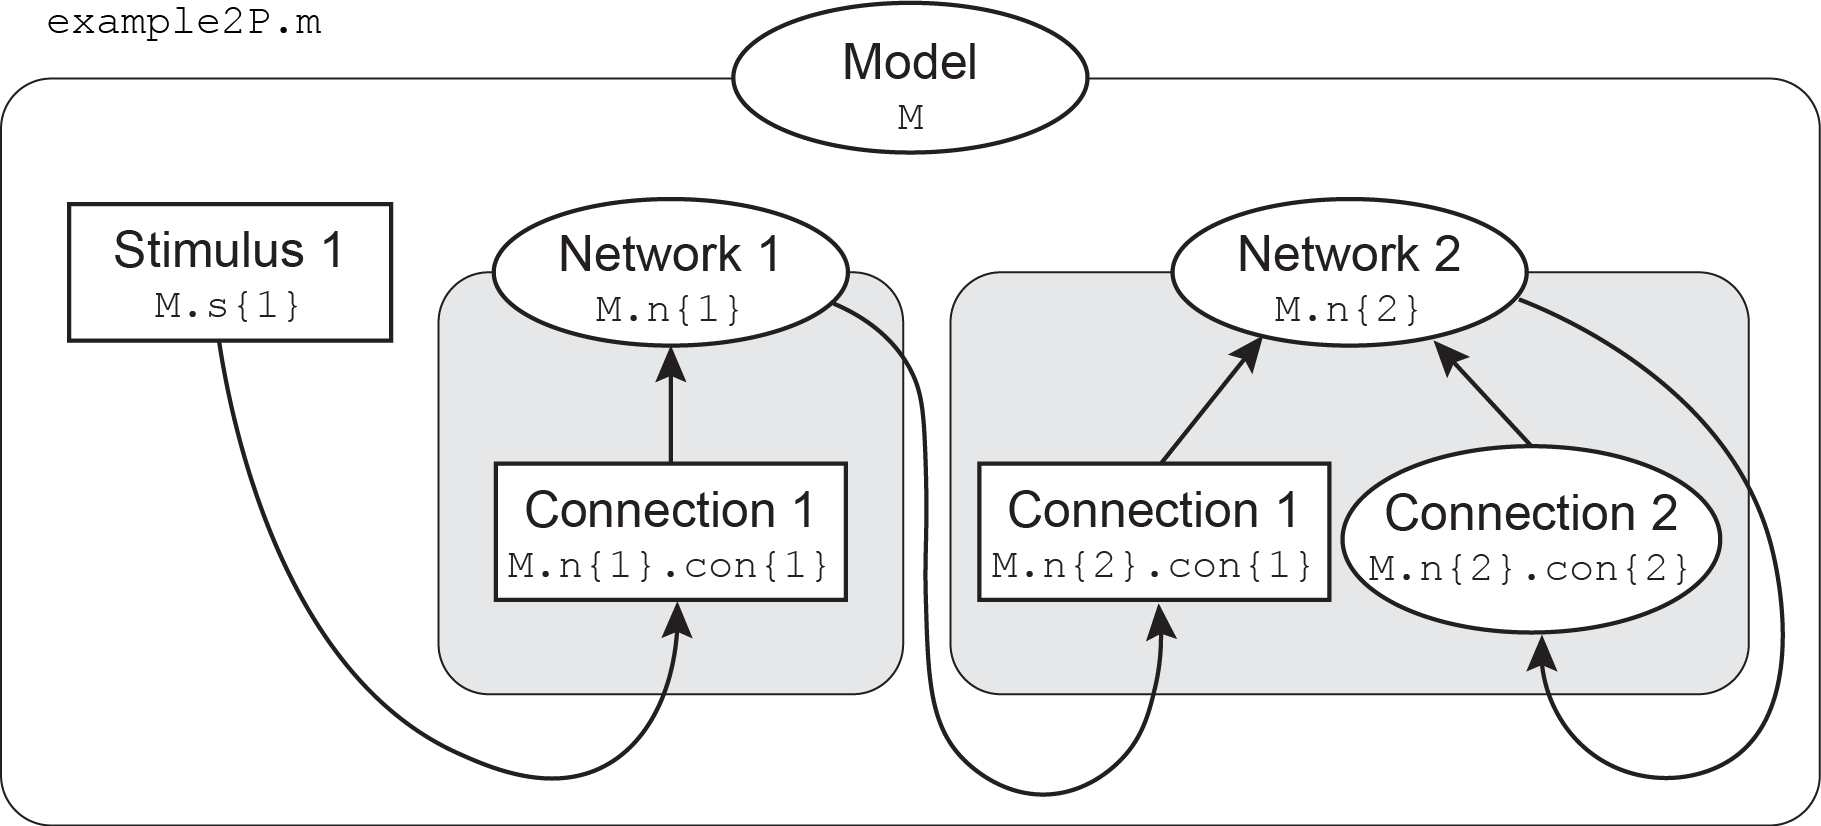 example2P.m
Model
M
Stimulus 1
M.s{1}
Network 1
M.n{1}
Network 2
M.n{2}
Connection 1
M.n{1}.con{1}
Connection 1
M.n{2}.con{1}
Connection 2
M.n{2}.con{2}